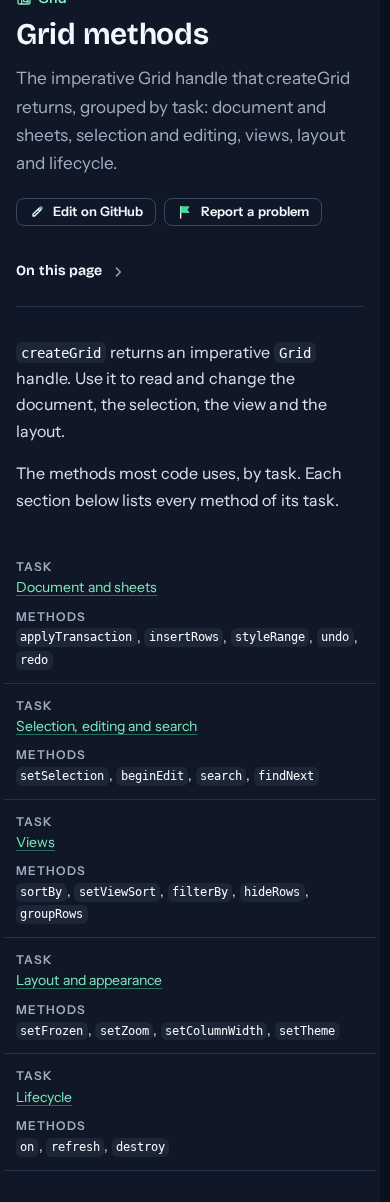 Grid
Grid methods
The imperative Grid handle that createGrid
returns, grouped by task: document and
sheets, selection and editing, views, layout
and lifecycle.
Edit on GitHub
Report a problem
On this page
createGrid returns an imperative Grid
handle. Use it to read and change the
document, the selection, the view and the
layout.
The methods most code uses, by task. Each
section below lists every method of its task.
TASK
Document and sheets
METHODS
applyTransaction, insertRows, styleRange, undo,
redo
TASK
Selection, editing and search
METHODS
setSelection, beginEdit, search, findNext
TASK
Views
METHODS
sortBy, setViewSort, filterBy, hideRows,
groupRows
TASK
Layout and appearance
METHODS
setFrozen, setZoom, setColumnWidth, setTheme
TASK
Lifecycle
METHODS
on, refresh, destroy